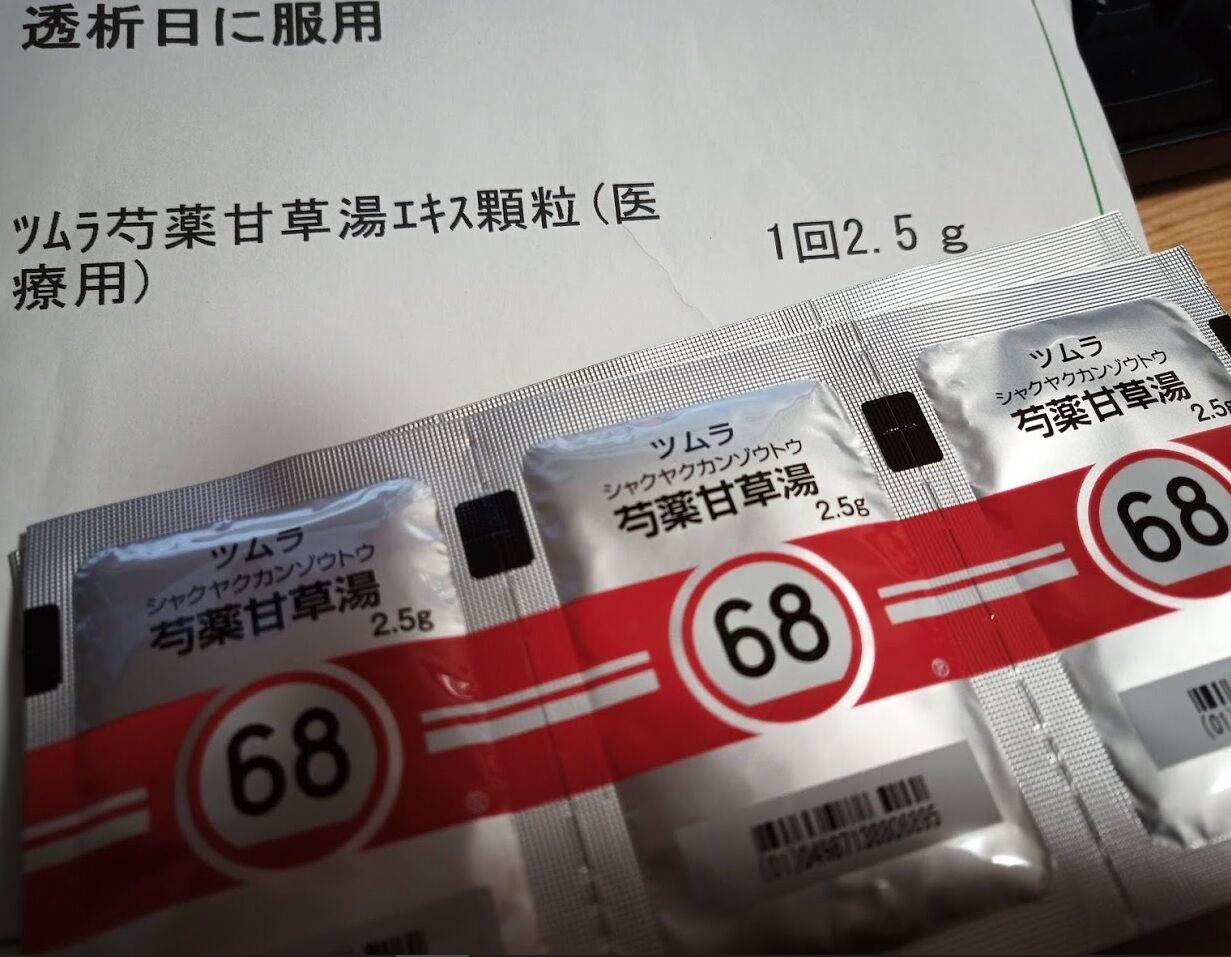 透析日に服用
ツムラ芍薬甘草湯エキス顆粒(医
療用)
1回2.5g
ツムラ
シャクヤクカンゾウトウ
芍薬甘草湯
2.5g
68
ツムラ
シャクヤクカンゾウトウ
芍薬甘草湯
2.5g
68
ツムラ
シャクヤクカンゾウトウ
芍薬甘草湯
2.5g
68